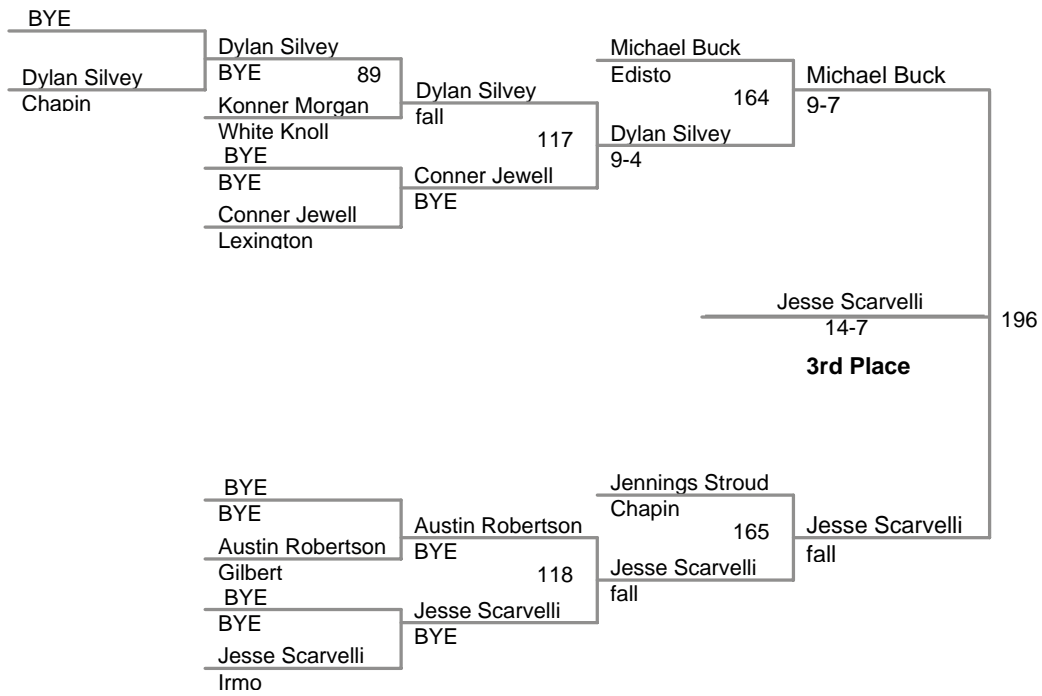 BYE
Dylan Silvey
Chapin
Dylan Silvey
BYE
89
Konner Morgan
White Knoll
BYE
BYE
Conner Jewell
Lexington
Dylan Silvey
fall
117
Conner Jewell
BYE
Michael Buck
Edisto
164
Dylan Silvey
9-4
Michael Buck
9-7
Jesse Scarvelli
14-7
3rd Place
196
BYE
BYE
Austin Robertson
Gilbert
BYE
BYE
Jesse Scarvelli
Irmo
Austin Robertson
BYE
118
Jesse Scarvelli
BYE
Jennings Stroud
Chapin
165
Jesse Scarvelli
fall
Jesse Scarvelli
fall